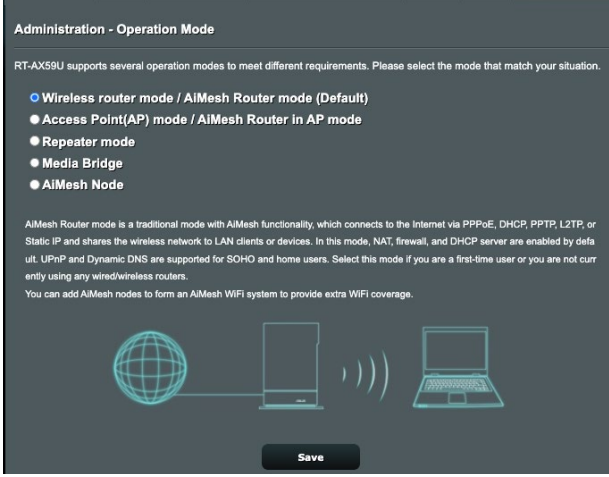 Administration - Operation Mode
RT-AX59U supports several operation modes to meet different requirements. Please select the mode that match your situation.
Wireless router mode / AiMesh Router mode (Default)
Access Point(AP) mode / AiMesh Router in AP mode
Repeater mode
Media Bridge
AiMesh Node
AiMesh Router mode is a traditional mode with AiMesh functionality, which connects to the Internet via PPPoE, DHCP, PPTP, L2TP, or
Static IP and shares the wireless network to LAN clients or devices. In this mode, NAT, firewall, and DHCP server are enabled by defa
ult. UPnP and Dynamic DNS are supported for SOHO and home users. Select this mode if you are a first-time user or you are not curr
ently using any wired/wireless routers.
You can add AiMesh nodes to form an AiMesh WiFi system to provide extra WiFi coverage.
Save